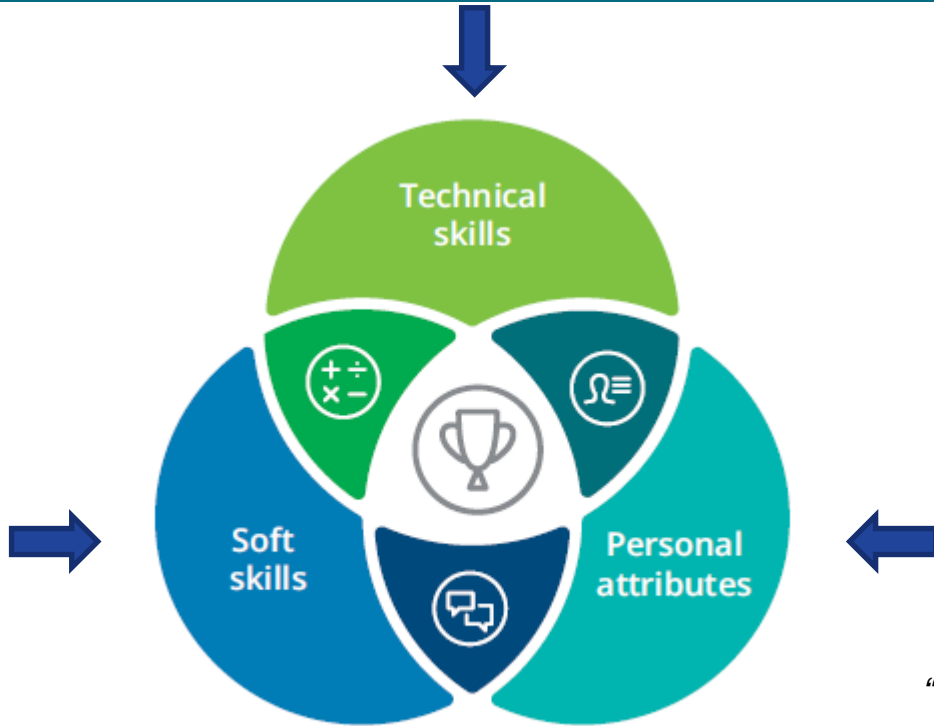 Technical
skills
Soft
skills
Personal
attributes
“